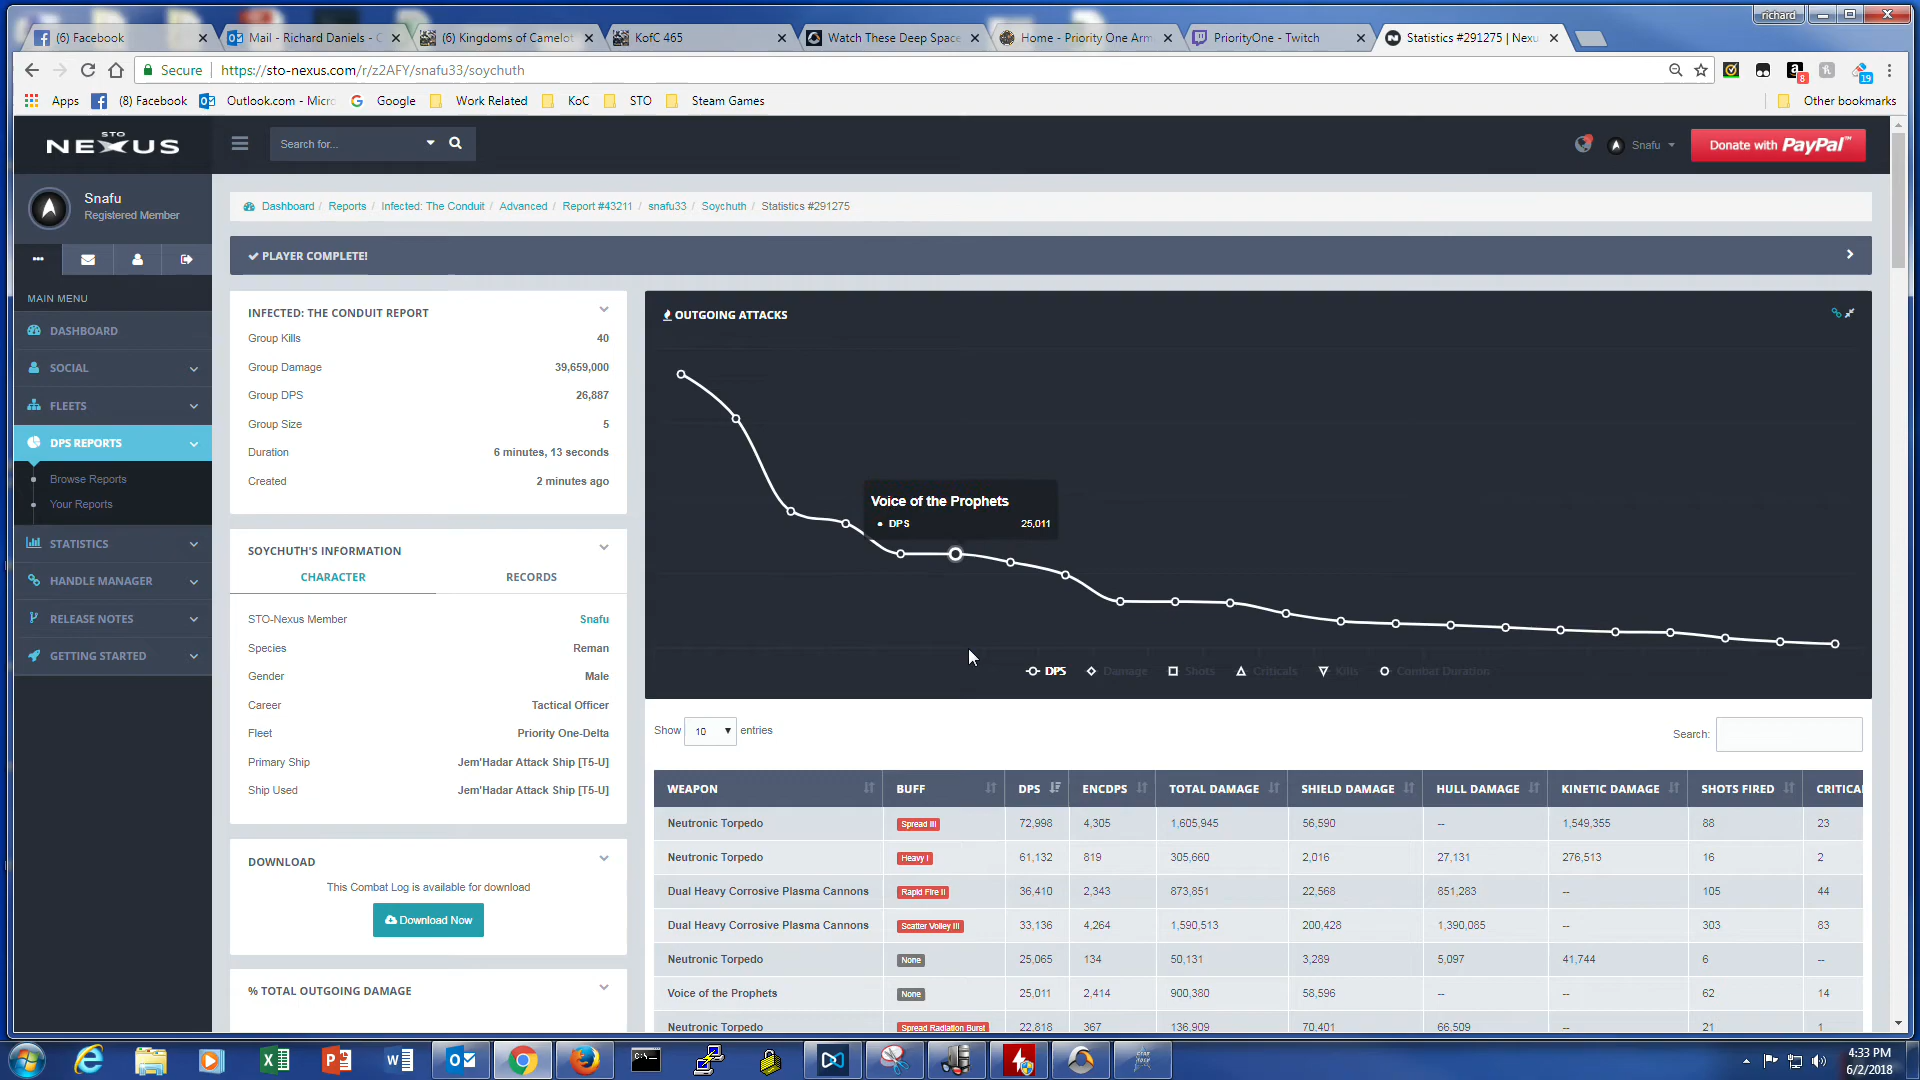 richard
(6) Facebook
Mail - Richard Daniels - O
(6) Kingdoms of Camelot
KofC 465
Watch These Deep Space
Home - Priority One Arm
PriorityOne - Twitch
Statistics #291275 | Nexu
Secure
https://sto-nexus.com/r/z2AFY/snafu33/soychuth
8
19
Apps
(8) Facebook
Outlook.com - Micro
Google
Work Related
KoC
STO
Steam Games
Other bookmarks
STO
NEXUS
Search for...
Snafu
Donate with PayPal™
Snafu
Registered Member
Dashboard / Reports / Infected: The Conduit / Advanced / Report #43211 / snafu33 / Soychuth / Statistics #291275
PLAYER COMPLETE!
MAIN MENU
DASHBOARD
SOCIAL
FLEETS
DPS REPORTS
Browse Reports
Your Reports
STATISTICS
HANDLE MANAGER
RELEASE NOTES
GETTING STARTED
INFECTED: THE CONDUIT REPORT
Group Kills 40
Group Damage 39,659,000
Group DPS 26,887
Group Size 5
Duration 6 minutes, 13 seconds
Created 2 minutes ago
SOYCHUTH'S INFORMATION
CHARACTER RECORDS
STO-Nexus Member Snafu
Species Reman
Gender Male
Career Tactical Officer
Fleet Priority One-Delta
Primary Ship Jem'Hadar Attack Ship [T5-U]
Ship Used Jem'Hadar Attack Ship [T5-U]
DOWNLOAD
This Combat Log is available for download
Download Now
% TOTAL OUTGOING DAMAGE
OUTGOING ATTACKS
Voice of the Prophets
DPS 25,011
DPS Damage Shots Criticals Kills Combat Duration
Show 10 entries
Search:
WEAPON BUFF DPS ENCDPS TOTAL DAMAGE SHIELD DAMAGE HULL DAMAGE KINETIC DAMAGE SHOTS FIRED CRITICA
Neutronic Torpedo Spread III 72,998 4,305 1,605,945 56,590 -- 1,549,355 88 23
Neutronic Torpedo Heavy I 61,132 819 305,660 2,016 27,131 276,513 16 2
Dual Heavy Corrosive Plasma Cannons Rapid Fire II 36,410 2,343 873,851 22,568 851,283 -- 105 44
Dual Heavy Corrosive Plasma Cannons Scatter Volley III 33,136 4,264 1,590,513 200,428 1,390,085 -- 303 83
Neutronic Torpedo None 25,065 134 50,131 3,289 5,097 41,744 6 --
Voice of the Prophets None 25,011 2,414 900,380 58,596 -- -- 62 14
Neutronic Torpedo Spread Radiation Burst 22,818 367 136,909 70,401 66,509 21 1
4:33 PM
6/2/2018